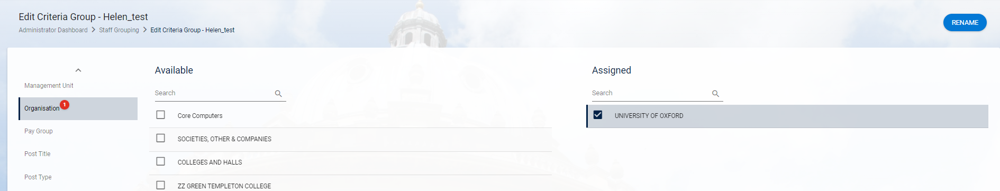 Edit Criteria Group - Helen_test
Administrator Dashboard > Staff Grouping > Edit Criteria Group - Helen_test
RENAME
Management Unit
Organisation 1
Pay Group
Post Title
Post Type
Available
Search
Core Computers
SOCIETIES, OTHER & COMPANIES
COLLEGES AND HALLS
ZZ GREEN TEMPLETON COLLEGE
Assigned
Search
UNIVERSITY OF OXFORD